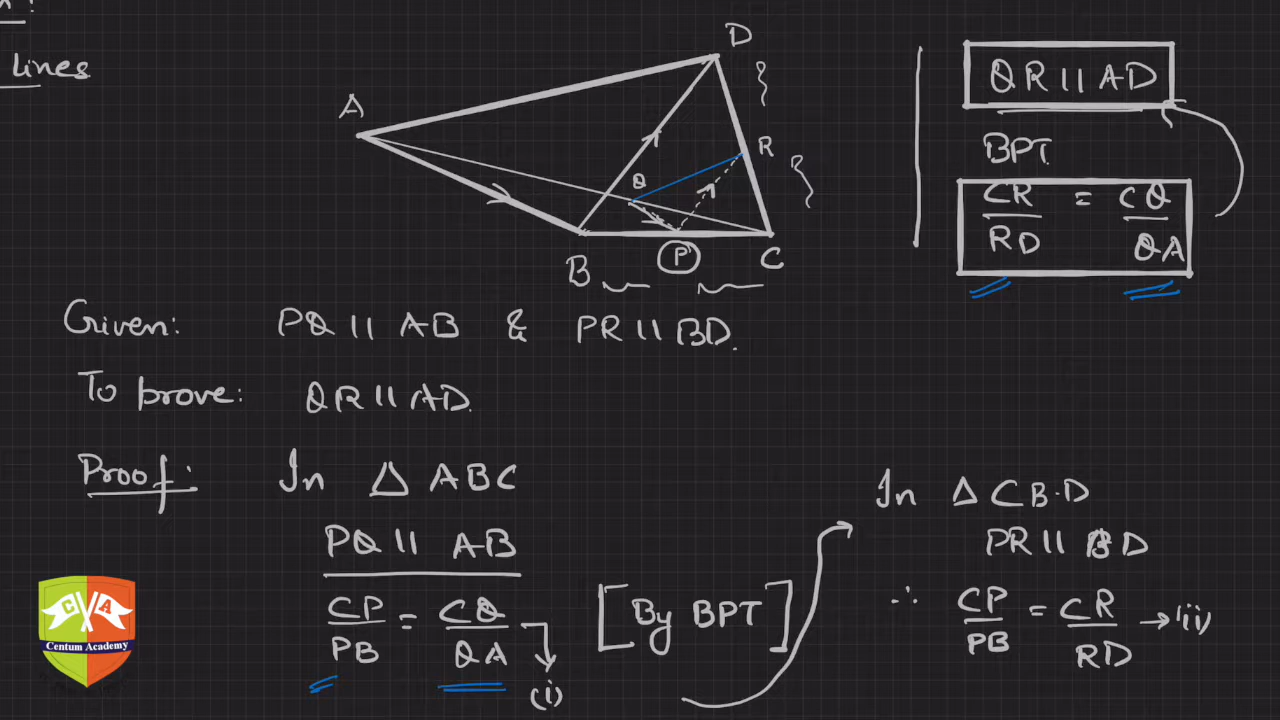 lines
D
A
R
Q
B
P
C
QR || AD
BPT
CR/RD = CQ/QA
Given: PQ || AB & PR || BD.
To prove: QR || AD.
Proof: In Δ ABC
PQ || AB
CP/PB = CQ/QA → (i)
[By BPT]
In Δ CBD
PR || BD
∴ CP/PB = CR/RD → (ii)
C A
Centum Academy